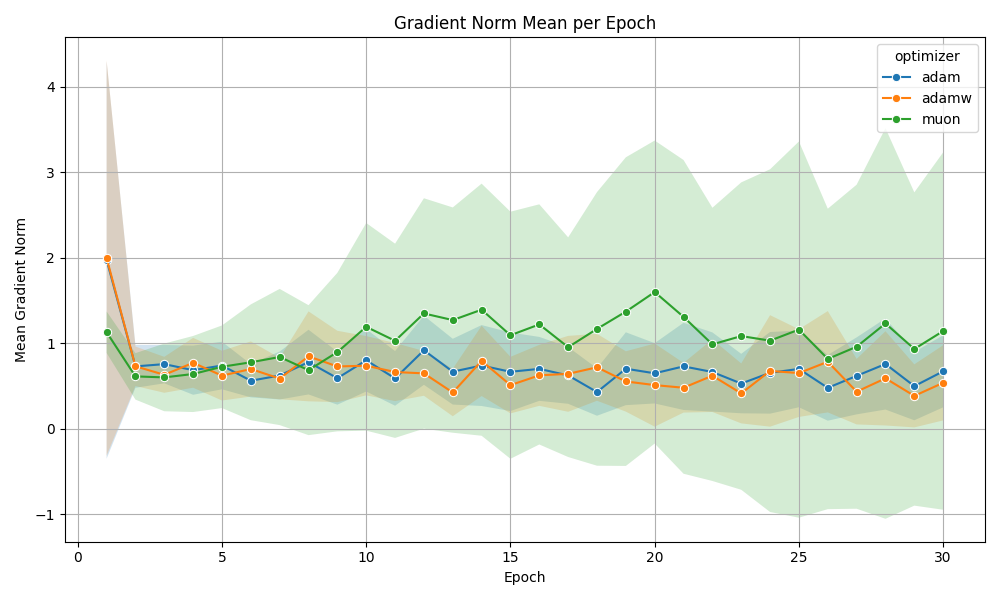 Gradient Norm Mean per Epoch
optimizer
adam
adamw
muon
Mean Gradient Norm
4
3
2
1
0
−1
0 5 10 15 20 25 30
Epoch